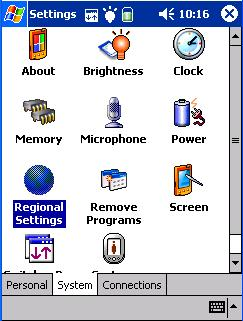 Settings 10:16
About Brightness Clock
Memory Microphone Power
Regional Settings Remove Programs Screen
Personal System Connections